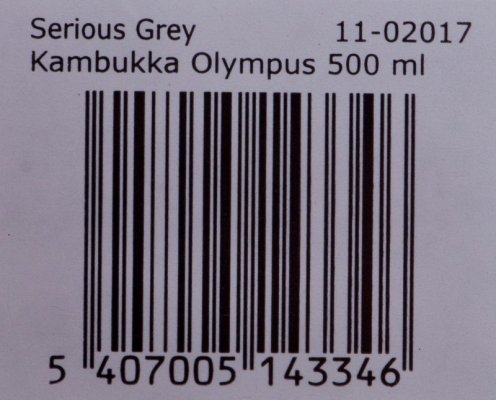 Serious Grey 11-02017
Kambukka Olympus 500 ml
5 407005 143346